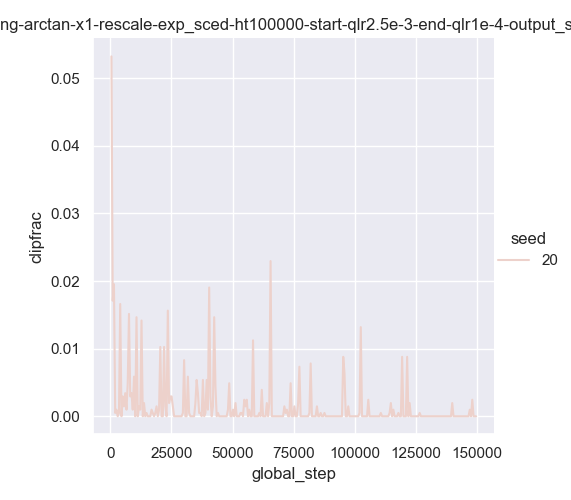 ng-arctan-x1-rescale-exp_sced-ht100000-start-qlr2.5e-3-end-qlr1e-4-output_s
0.05
0.04
0.03
0.02
0.01
0.00
clipfrac
seed
20
0 25000 50000 75000 100000 125000 150000
global_step